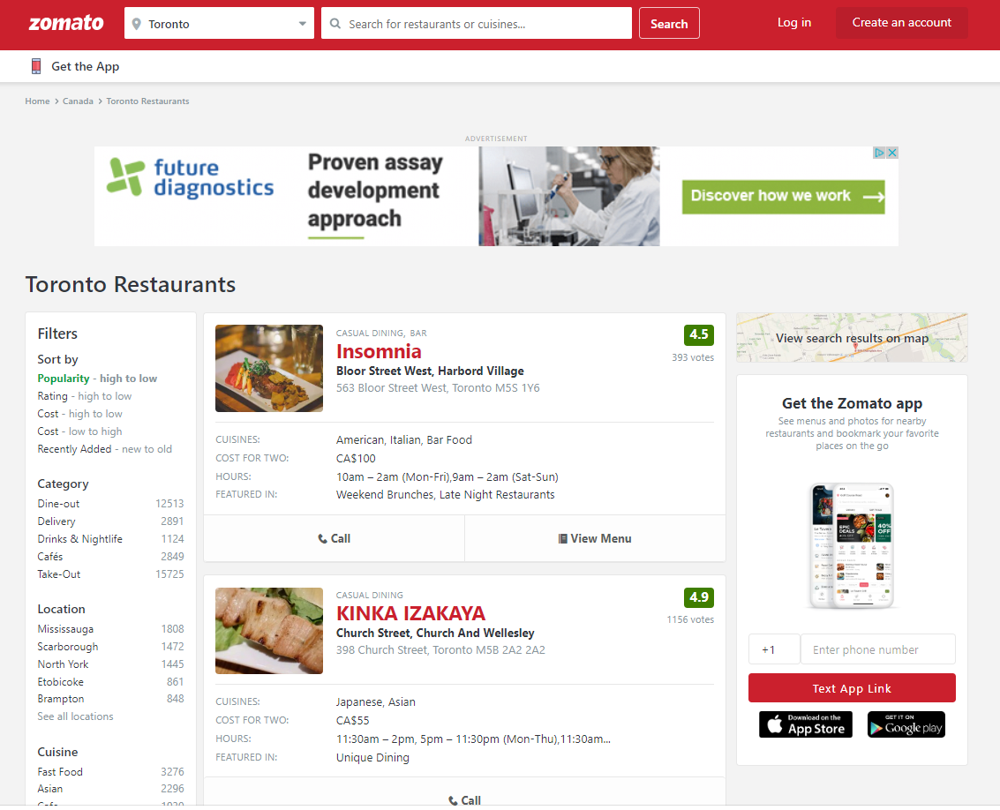 zomato
Toronto
Search for restaurants or cuisines...
Search
Log in
Create an account
Get the App
Home > Canada > Toronto Restaurants
ADVERTISEMENT
future
diagnostics
Proven assay
development
approach
Discover how we work
Toronto Restaurants
Filters
Sort by
Popularity - high to low
Rating - high to low
Cost - high to low
Cost - low to high
Recently Added - new to old
Category
Dine-out 12513
Delivery 2891
Drinks & Nightlife 1124
Cafés 2849
Take-Out 15725
Location
Mississauga 1808
Scarborough 1472
North York 1445
Etobicoke 861
Brampton 848
See all locations
Cuisine
Fast Food 3276
Asian 2296
CASUAL DINING, BAR
Insomnia
Bloor Street West, Harbord Village
563 Bloor Street West, Toronto M5S 1Y6
4.5
393 votes
CUISINES: American, Italian, Bar Food
COST FOR TWO: CA$100
HOURS: 10am – 2am (Mon-Fri),9am – 2am (Sat-Sun)
FEATURED IN: Weekend Brunches, Late Night Restaurants
Call
View Menu
CASUAL DINING
KINKA IZAKAYA
Church Street, Church And Wellesley
398 Church Street, Toronto M5B 2A2 2A2
4.9
1156 votes
CUISINES: Japanese, Asian
COST FOR TWO: CA$55
HOURS: 11:30am – 2pm, 5pm – 11:30pm (Mon-Thu),11:30am...
FEATURED IN: Unique Dining
Call
View search results on map
Get the Zomato app
See menus and photos for nearby
restaurants and bookmark your favorite
places on the go
EPIC
DEALS
40%
OFF
+1
Enter phone number
Text App Link
Download on the
App Store
GET IT ON
Google play